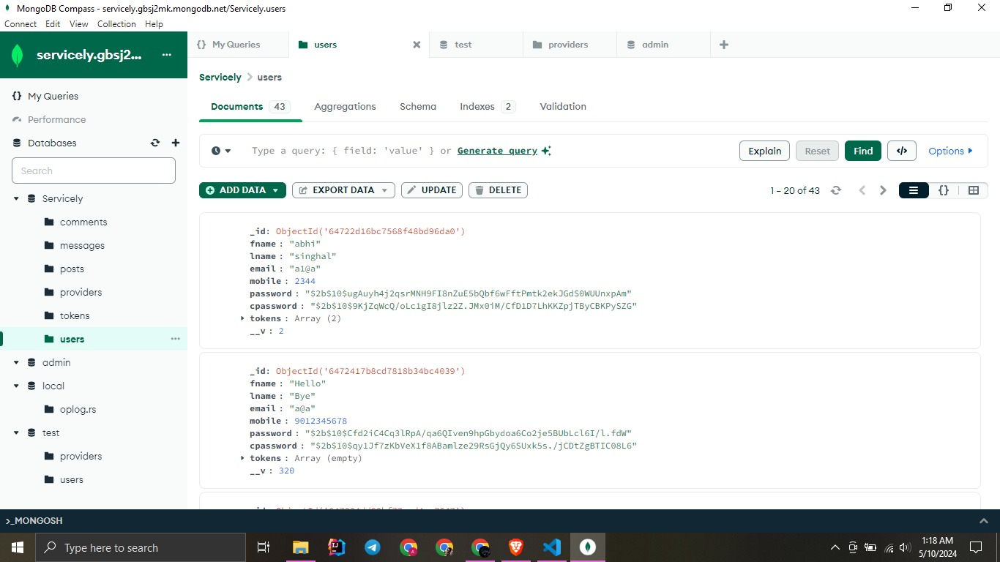 MongoDB Compass - servicely.gbsj2mk.mongodb.net/Servicely.users
Connect Edit View Collection Help
servicely.gbsj2...
My Queries
users
test
providers
admin
Servicely > users
My Queries
Performance
Databases
Search
Servicely
comments
messages
posts
providers
tokens
users
admin
local
oplog.rs
test
providers
users
Documents 43 Aggregations Schema Indexes 2 Validation
Type a query: { field: 'value' } or Generate query
Explain Reset Find </> Options
ADD DATA EXPORT DATA UPDATE DELETE
1 – 20 of 43
_id: ObjectId('64722d16bc7568f48bd96da0')
fname : "abhi"
lname : "singhal"
email : "a1@a"
mobile : 2344
password : "$2b$10$ugAuyh4j2qsrMNH9FI8nZuE5bQbf6wFftPmtk2ekJGdS0WUUnxpAm"
cpassword : "$2b$10$9KjZqWcQ/oLc1gI8jlz2Z.JMx0iM/CfD1D7LhKKZpjTByCBKPySZG"
tokens : Array (2)
__v : 2
_id: ObjectId('6472417b8cd7818b34bc4039')
fname : "Hello"
lname : "Bye"
email : "a@a"
mobile : 9012345678
password : "$2b$10$Cfd2iC4Cq3lRpA/qa6QIven9hpGbydoa6Co2je5BUbLcl6I/l.fdW"
cpassword : "$2b$10$qy1Jf7zKbVeX1f8ABamlze29RsGjQy6SUxk5s./jCDtZgBTIC08L6"
tokens : Array (empty)
__v : 320
>_MONGOSH
Type here to search
1:18 AM
5/10/2024